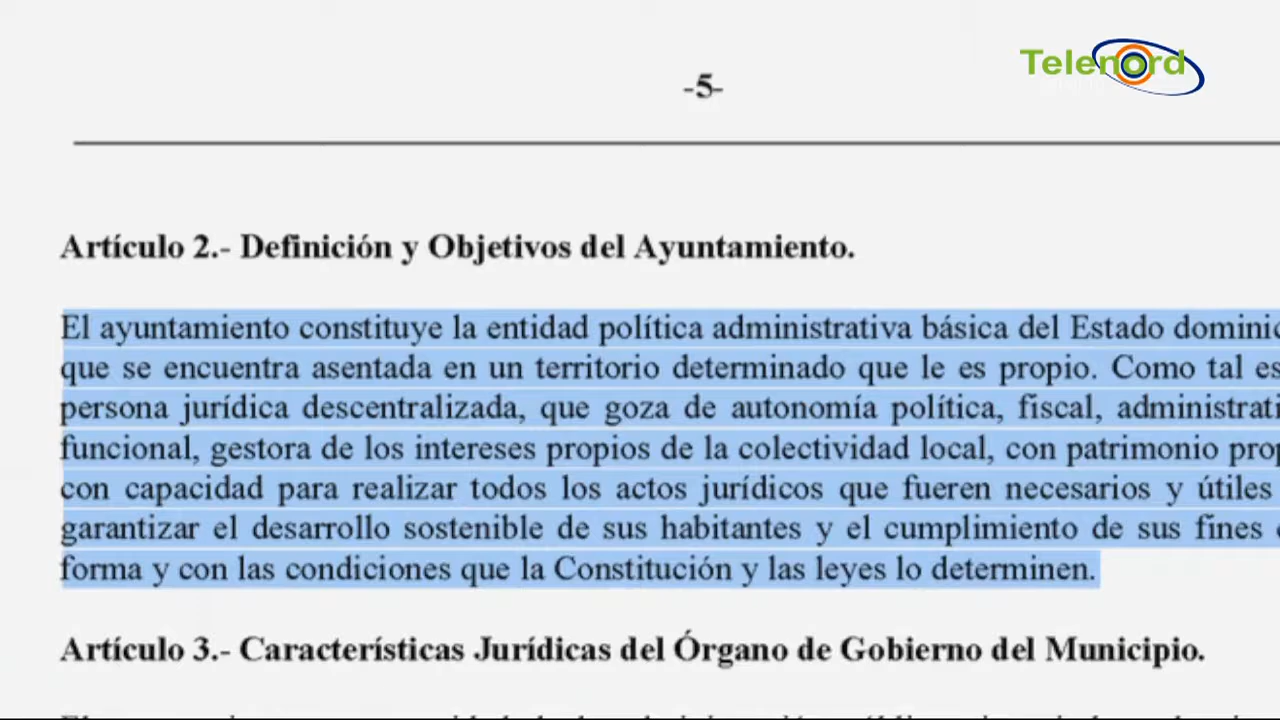 Telenord
-5-
Artículo 2.- Definición y Objetivos del Ayuntamiento.
El ayuntamiento constituye la entidad política administrativa básica del Estado
que se encuentra asentada en un territorio determinado que le es propio. Como tal
persona jurídica descentralizada, que goza de autonomía política, fiscal,
funcional, gestora de los intereses propios de la colectividad local, con patrimonio
con capacidad para realizar todos los actos jurídicos que fueren necesarios y útiles
garantizar el desarrollo sostenible de sus habitantes y el cumplimiento de sus fines
forma y con las condiciones que la Constitución y las leyes lo determinen.
Artículo 3.- Características Jurídicas del Órgano de Gobierno del Municipio.